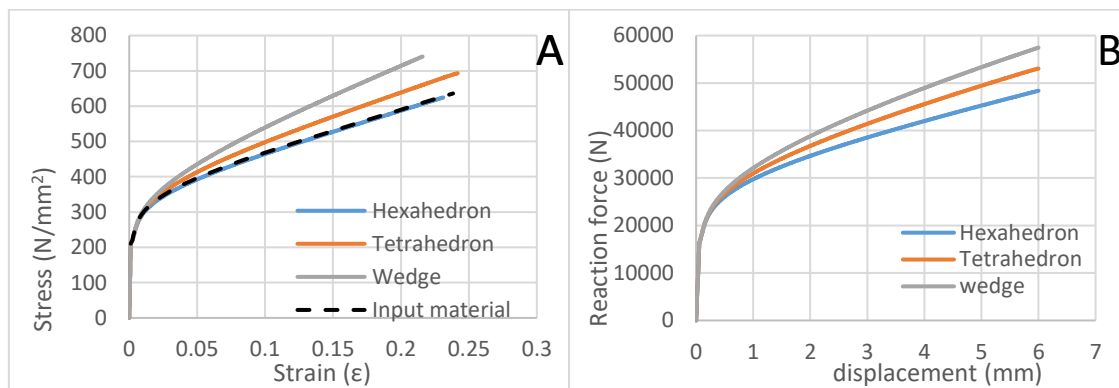 A
Stress (N/mm²)
800
700
600
500
400
300
200
100
0
0 0.05 0.1 0.15 0.2 0.25 0.3
Strain (ε)
Hexahedron
Tetrahedron
Wedge
Input material
B
Reaction force (N)
60000
50000
40000
30000
20000
10000
0
0 1 2 3 4 5 6 7
displacement (mm)
Hexahedron
Tetrahedron
wedge